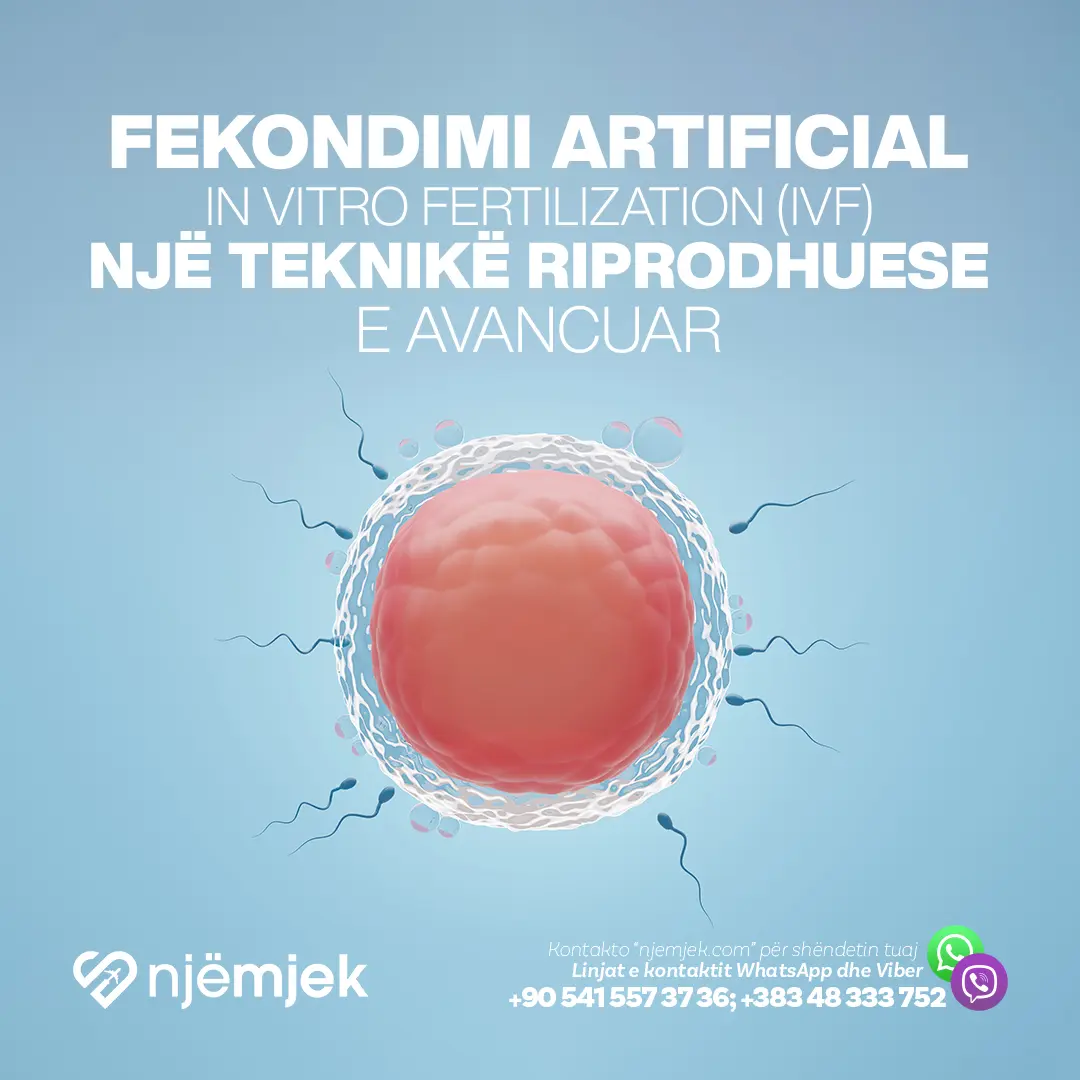 FEKONDIMI ARTIFICIAL
IN VITRO FERTILIZATION (IVF)
NJË TEKNIKË RIPRODHUESE
E AVANCUAR
njëmjek
Kontakto "njemjek.com" për shëndetin tuaj
Linjat e kontaktit WhatsApp dhe Viber
+90 541 557 37 36; +383 48 333 752